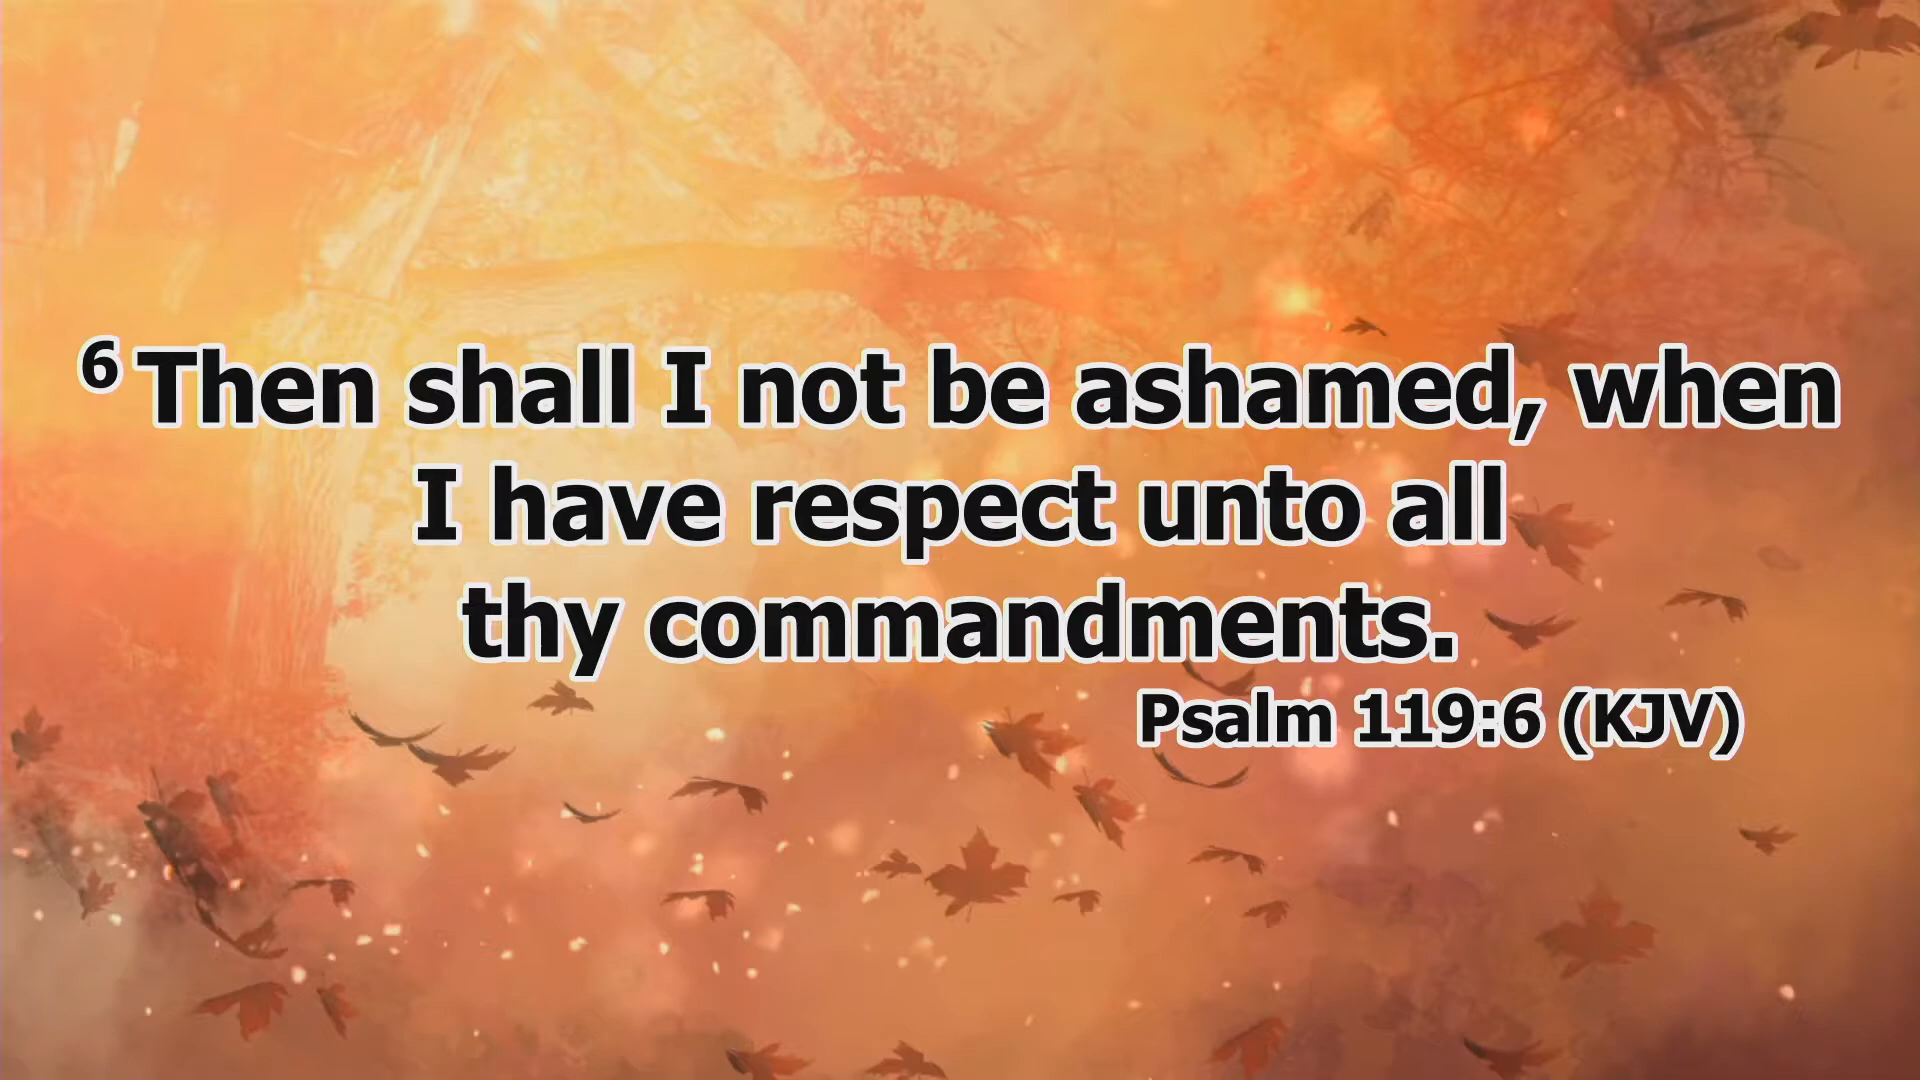 6 Then shall I not be ashamed, when
I have respect unto all
thy commandments.
Psalm 119:6 (KJV)